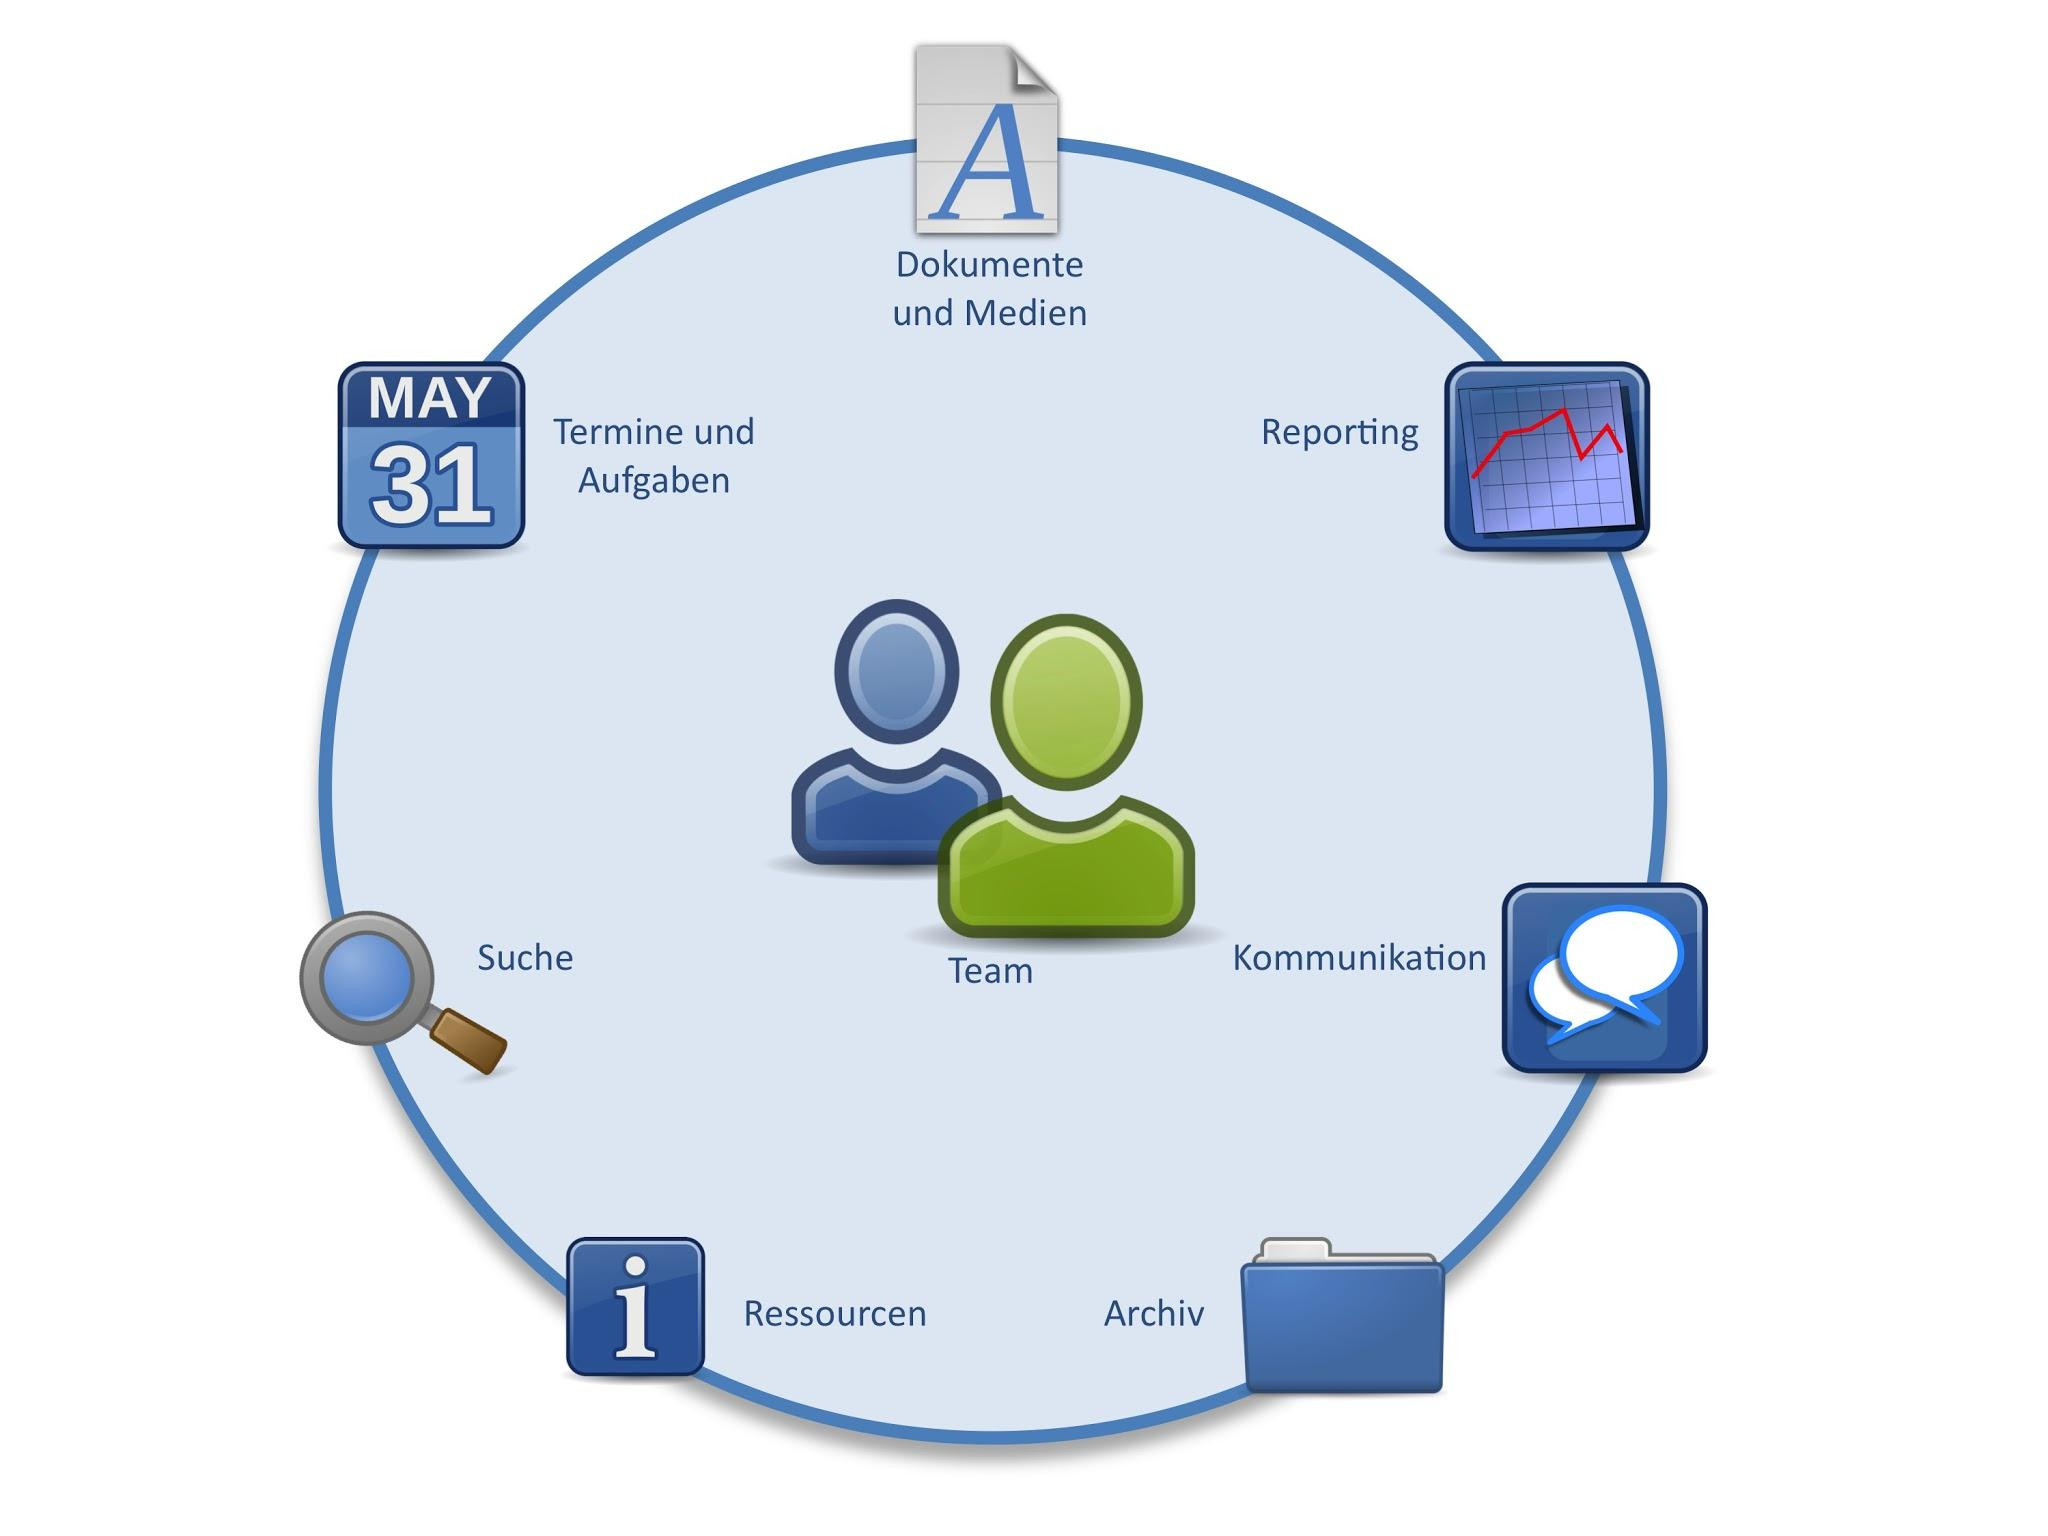 A
Dokumente
und Medien
MAY
31
Termine und
Aufgaben
Reporting
Suche
Team
Kommunikation
i
Ressourcen
Archiv